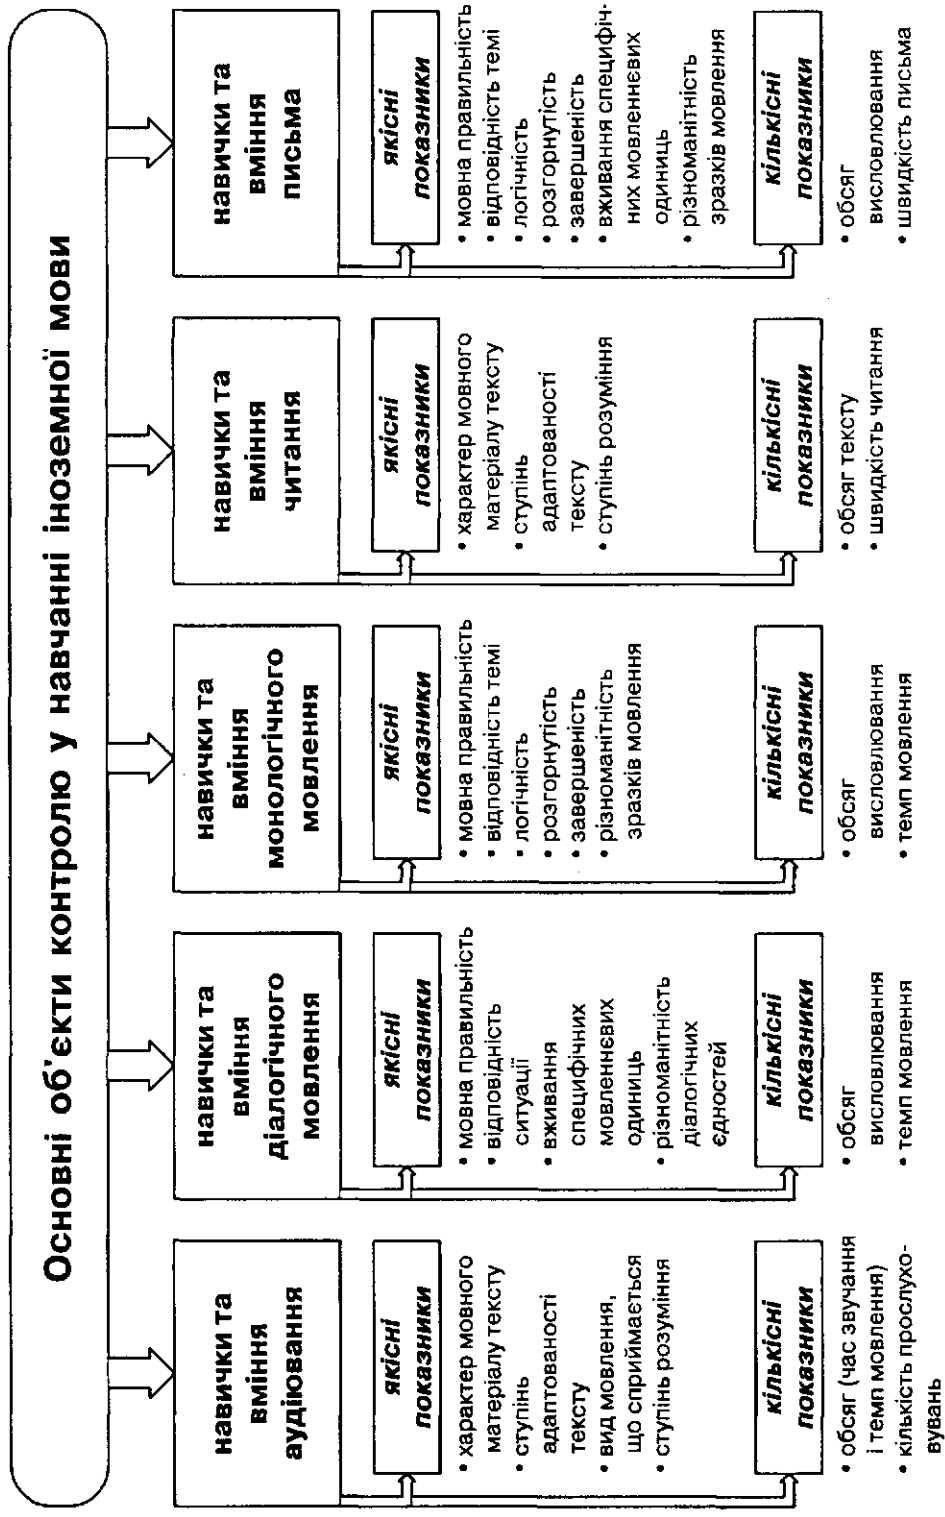 Основні об'єкти контролю у навчанні іноземної мови
навички та
вміння
аудіювання
якісні
показники
• характер мовного
матеріалу тексту
• ступінь
адаптованості
тексту
• вид мовлення,
що сприймається
• ступінь розуміння
кількісні
показники
• обсяг (час звучання
і темп мовлення)
• кількість прослухо-
вувань
навички та
вміння
діалогічного
мовлення
якісні
показники
• мовна правильність
• відповідність
ситуації
• вживання
специфічних
мовленнєвих
одиниць
• різноманітність
діалогічних
єдностей
кількісні
показники
• обсяг
висловлювання
• темп мовлення
навички та
вміння
монологічного
мовлення
якісні
показники
• мовна правильність
• відповідність темі
• логічність
• розгорнутість
• завершеність
• різноманітність
зразків мовлення
кількісні
показники
• обсяг
висловлювання
• темп мовлення
навички та
вміння
читання
якісні
показники
• характер мовного
матеріалу тексту
• ступінь
адаптованості
тексту
• ступінь розуміння
кількісні
показники
• обсяг тексту
• швидкість читання
навички та
вміння
письма
якісні
показники
• мовна правильність
• відповідність темі
• логічність
• розгорнутість
• завершеність
• вживання специфіч-
них мовленнєвих
одиниць
• різноманітність
зразків мовлення
кількісні
показники
• обсяг
висловлювання
• швидкість письма